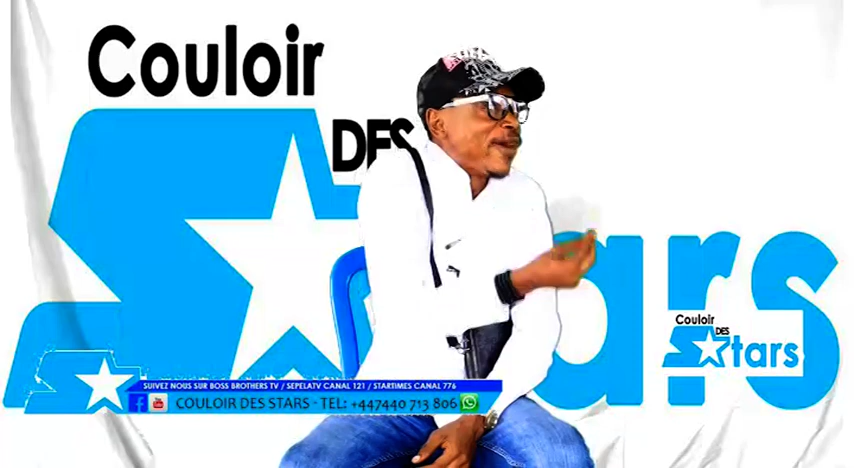 Couloir
DES
Stars
Couloir
DES
Stars
SUIVEZ NOUS SUR BOSS BROTHERS TV / SEPELATV CANAL 121 / STARTIMES CANAL 776
COULOIR DES STARS - TEL: +447440 713 806